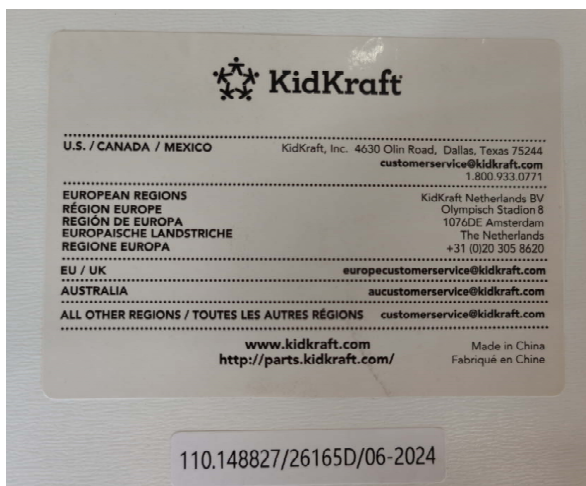 KidKraft
U.S. / CANADA / MEXICO KidKraft, Inc. 4630 Olin Road, Dallas, Texas 75244
customerservice@kidkraft.com
1.800.933.0771
EUROPEAN REGIONS KidKraft Netherlands BV
RÉGION EUROPE Olympisch Stadion 8
REGIÓN DE EUROPA 1076DE Amsterdam
EUROPAISCHE LANDSTRICHE The Netherlands
REGIONE EUROPA +31 (0)20 305 8620
EU / UK europecustomerservice@kidkraft.com
AUSTRALIA aucustomerservice@kidkraft.com
ALL OTHER REGIONS / TOUTES LES AUTRES RÉGIONS customerservice@kidkraft.com
www.kidkraft.com Made in China
http://parts.kidkraft.com/ Fabriqué en Chine
110.148827/26165D/06-2024